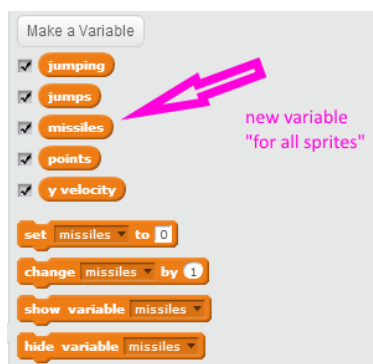 Make a Variable
jumping
jumps
missiles
new variable
"for all sprites"
points
y velocity
set missiles to 0
change missiles by 1
show variable missiles
hide variable missiles